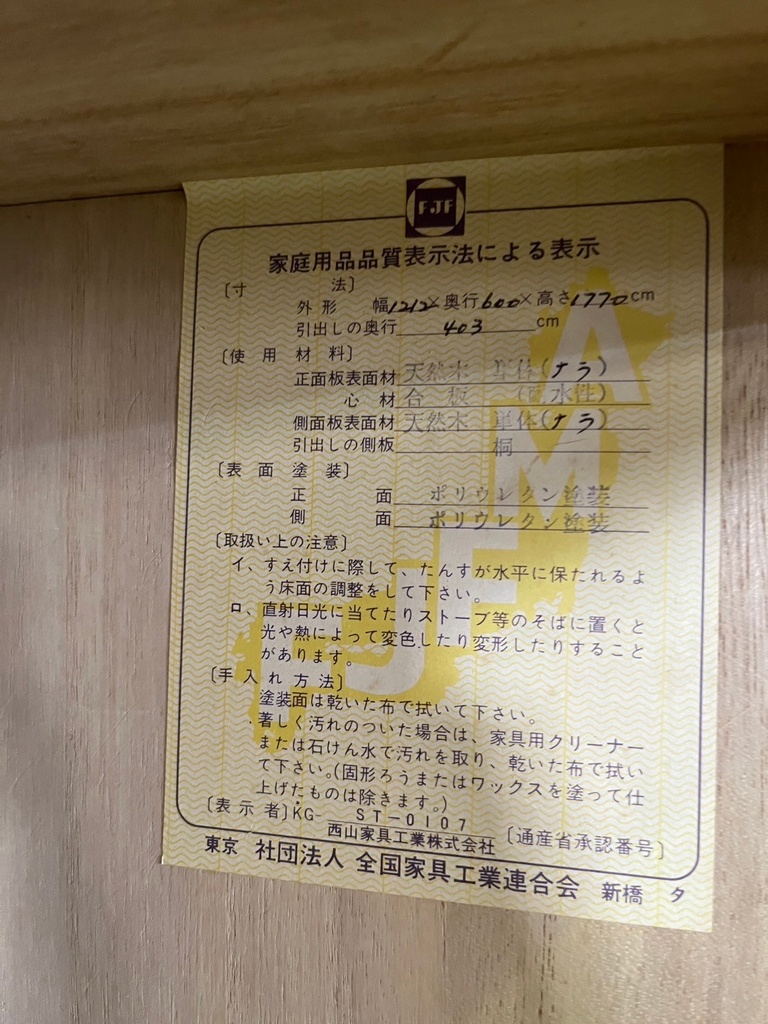 FJF
家庭用品品質表示法による表示
〔寸 法〕
外形 幅1212×奥行600×高さ1770cm
引出しの奥行 403 cm
〔使用材料〕
正面板表面材 天然木 単体(ナラ)
心材 合板 (耐水性)
側面板表面材 天然木 単体(ナラ)
引出しの側板 桐
〔表面塗装〕
正面 ポリウレタン塗装
側面 ポリウレタン塗装
〔取扱い上の注意〕
イ、すえ付けに際して、たんすが水平に保たれるよ
う床面の調整をして下さい。
ロ、直射日光に当てたりストーブ等のそばに置くと
光や熱によって変色したり変形したりすること
があります。
〔手入れ方法〕
塗装面は乾いた布で拭いて下さい。
著しく汚れのついた場合は、家具用クリーナー
または石けん水で汚れを取り、乾いた布で拭い
て下さい。(固形ろうまたはワックスを塗って仕
上げたものは除きます。)
〔表示者〕KG- ST-0107
西山家具工業株式会社 〔通産省承認番号〕
東京 社団法人 全国家具工業連合会 新橋 タ